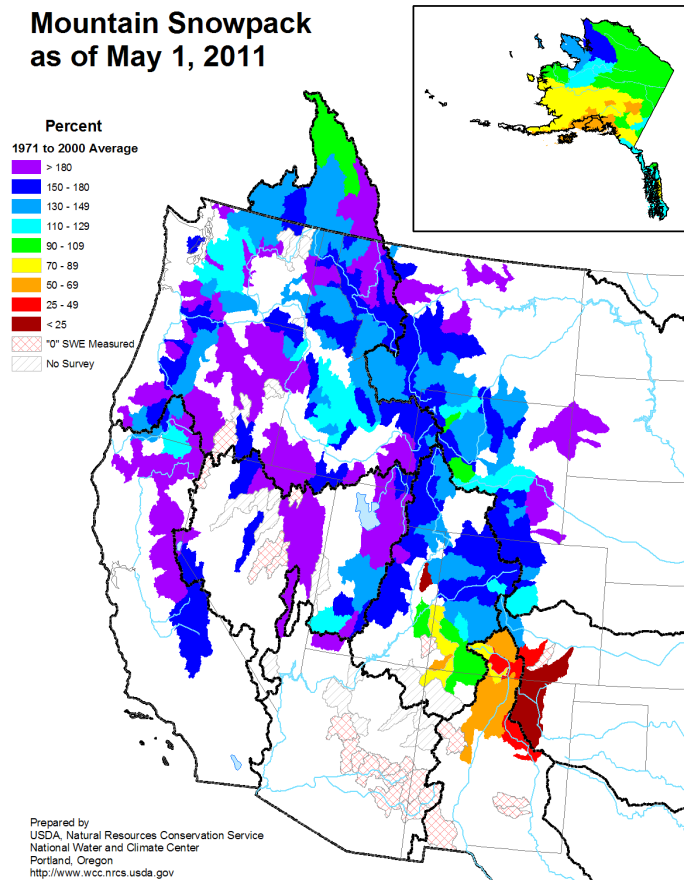 Mountain Snowpack
as of May 1, 2011
Percent
1971 to 2000 Average
> 180
150 - 180
130 - 149
110 - 129
90 - 109
70 - 89
50 - 69
25 - 49
< 25
"0" SWE Measured
No Survey
Prepared by
USDA, Natural Resources Conservation Service
National Water and Climate Center
Portland, Oregon
http://www.wcc.nrcs.usda.gov